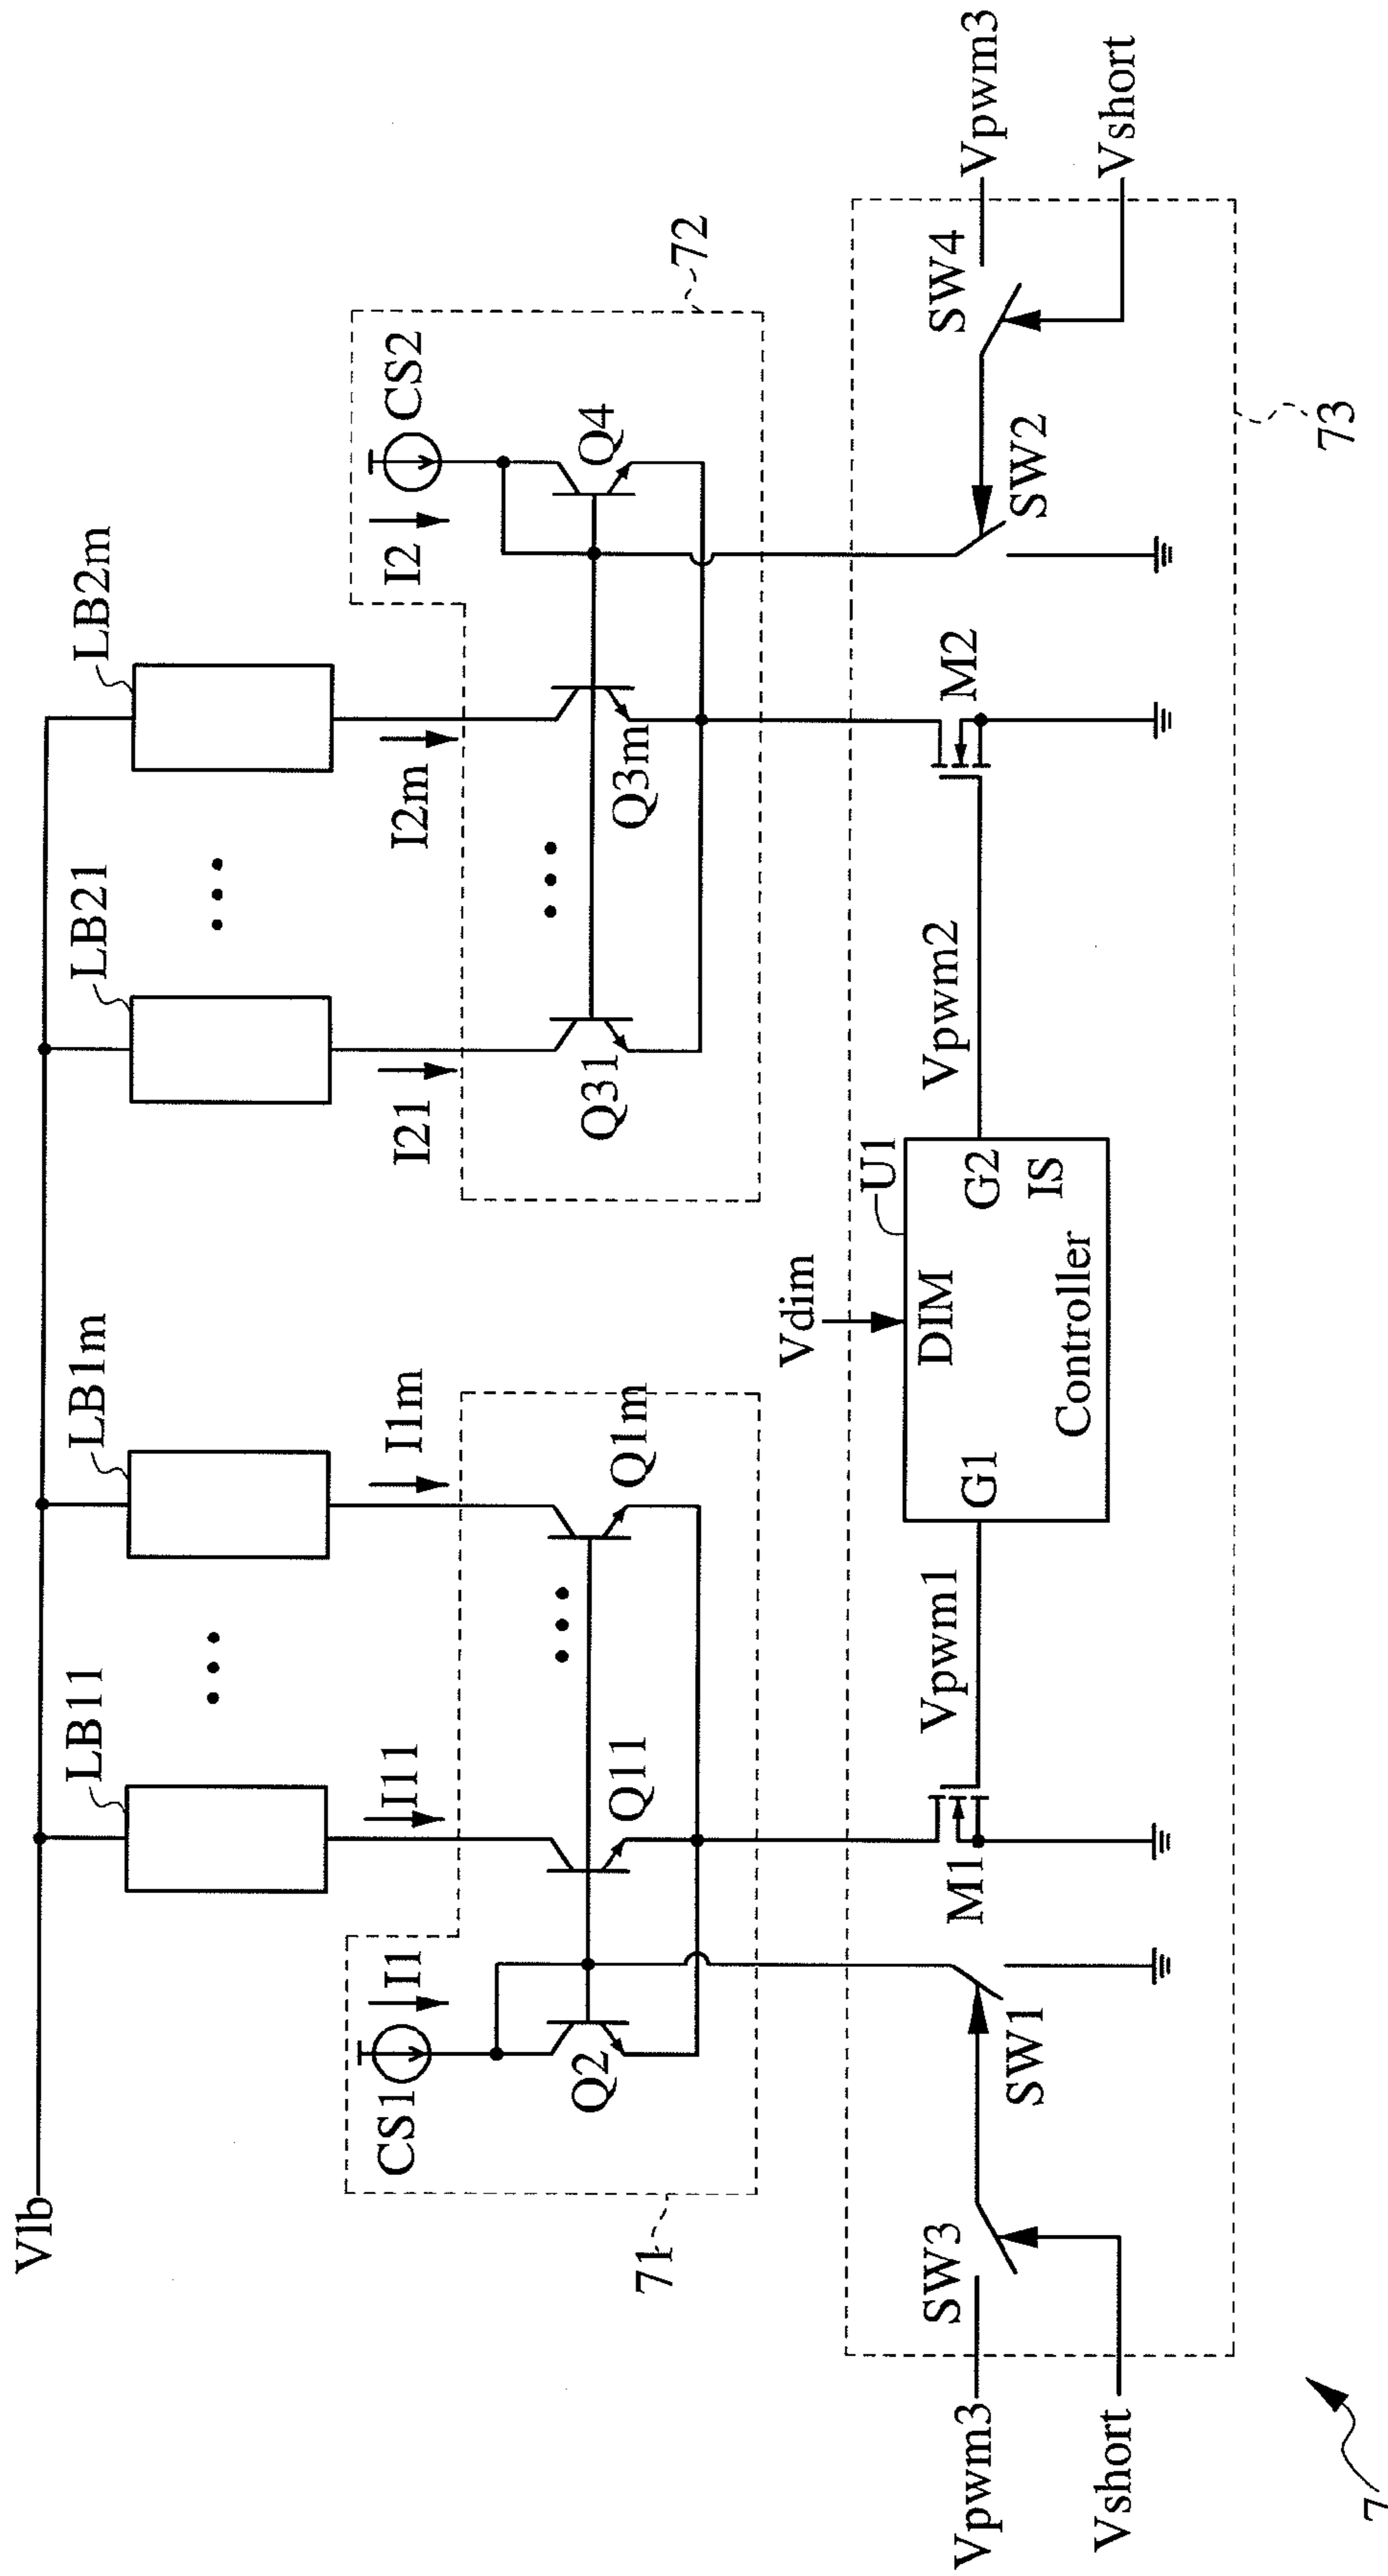 Vlb
LB11
LB1m
LB21
LB2m
I11
I1m
I21
I2m
CS1
I1
I2
CS2
Q2
Q11
Q1m
Q31
Q3m
Q4
71
72
Vdim
U1
DIM
G1
G2
IS
Controller
Vpwm1
Vpwm2
M1
M2
SW3
SW1
SW2
SW4
Vpwm3
Vshort
Vpwm3
Vshort
73
7